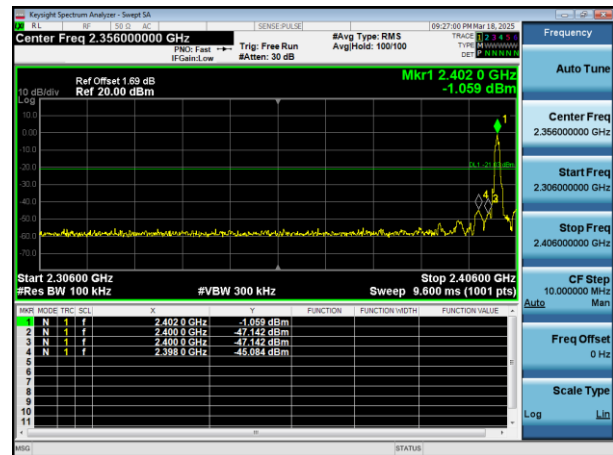 Keysight Spectrum Analyzer - Swept SA
RL RF 50 Ω AC SENSE:PULSE 09:27:00 PM Mar 18, 2025
Center Freq 2.356000000 GHz
PNO: Fast
IFGain:Low
Trig: Free Run
#Atten: 30 dB
#Avg Type: RMS
Avg|Hold: 100/100
TRACE 1 2 3 4 5 6
TYPE M W W W W W
DET P N N N N N
10 dB/div
Log
Ref Offset 1.69 dB
Ref 20.00 dBm
Mkr1 2.402 0 GHz
-1.059 dBm
10.0
0.00
-10.0
-20.0
-30.0
-40.0
-50.0
-60.0
-70.0
1
4
3
Start 2.30600 GHz
#Res BW 100 kHz
#VBW 300 kHz
Stop 2.40600 GHz
Sweep 9.600 ms (1001 pts)
MKR MODE TRC SCL X Y FUNCTION FUNCTION WIDTH FUNCTION VALUE
1 N 1 f 2.402 0 GHz -1.059 dBm
2 N 1 f 2.400 0 GHz -47.142 dBm
3 N 1 f 2.400 0 GHz -47.142 dBm
4 N 1 f 2.398 0 GHz -45.084 dBm
5
6
7
8
9
10
11
MSG STATUS
Frequency
Auto Tune
Center Freq
2.356000000 GHz
Start Freq
2.306000000 GHz
Stop Freq
2.406000000 GHz
CF Step
10.000000 MHz
Auto Man
Freq Offset
0 Hz
Scale Type
Log Lin